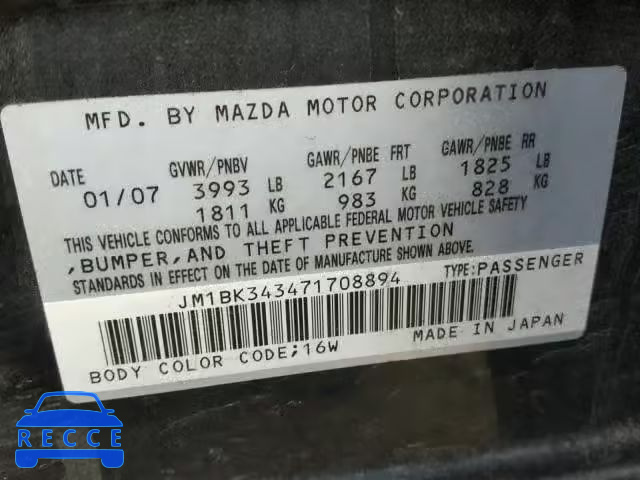 MFD. BY MAZDA MOTOR CORPORATION
DATE GVWR/PNBV GAWR/PNBE FRT GAWR/PNBE RR
01/07 3993 LB 2167 LB 1825 LB
1811 KG 983 KG 828 KG
THIS VEHICLE CONFORMS TO ALL APPLICABLE FEDERAL MOTOR VEHICLE SAFETY
,BUMPER,AND THEFT PREVENTION
STANDARDS IN EFFECT ON THE DATE OF MANUFACTURE SHOWN ABOVE.
JM1BK343471708894 TYPE:PASSENGER
MADE IN JAPAN
BODY COLOR CODE;16W
RECCE